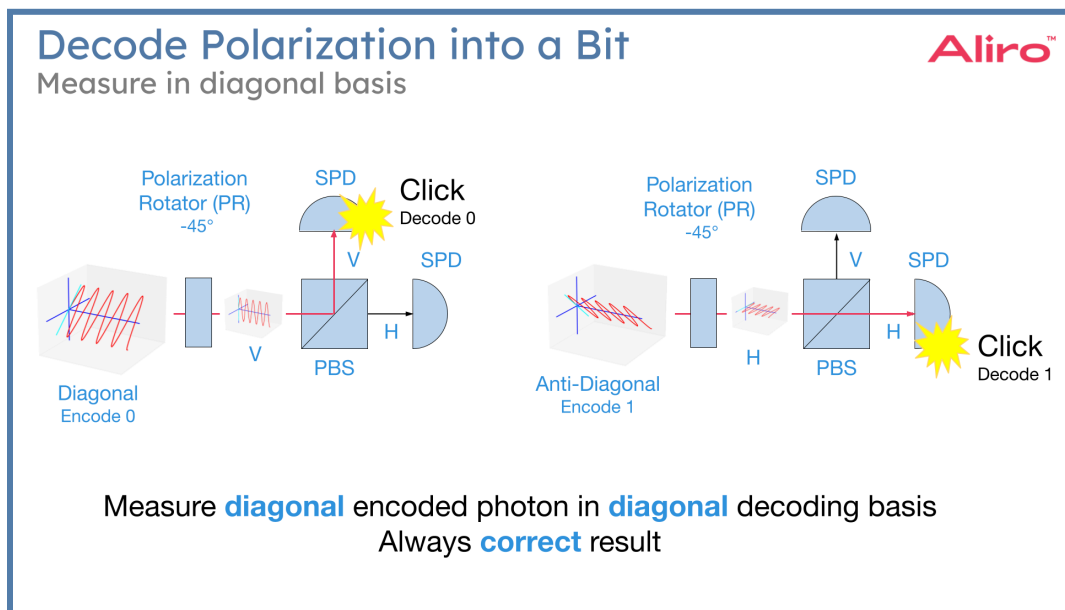 Decode Polarization into a Bit
Aliro™
Measure in diagonal basis
Polarization
Rotator (PR)
-45°
SPD
Click
Decode 0
V
SPD
V
H
PBS
Diagonal
Encode 0
Polarization
Rotator (PR)
-45°
SPD
V
SPD
H
H
PBS
Click
Decode 1
Anti-Diagonal
Encode 1
Measure diagonal encoded photon in diagonal decoding basis
Always correct result